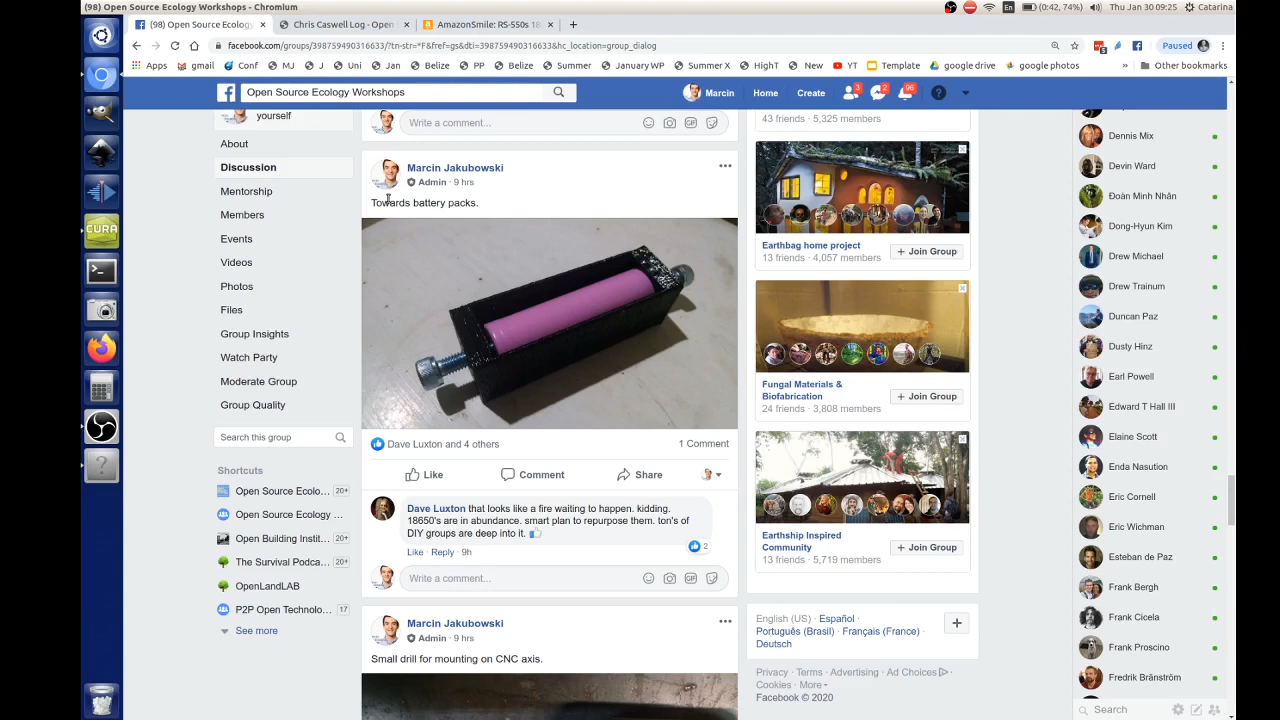 (98) Open Source Ecology Workshops - Chromium
En
(0:42, 74%)
Thu Jan 30 09:25
Catarina
(98) Open Source Ecology W
Chris Caswell Log - Open
AmazonSmile: RS-550s 18
facebook.com/groups/398759490316633/?tn-str=*F&fref=gs&dti=398759490316633&hc_location=group_dialog
Paused
Apps
gmail
Conf
MJ
J
Uni
Jan
Belize
PP
Belize
Summer
January WP
Summer X
HighT
New
YT
Template
google drive
google photos
»
Other bookmarks
Open Source Ecology Workshops
Marcin
Home
Create
3
2
96
yourself
About
Discussion
Mentorship
Members
Events
Videos
Photos
Files
Group Insights
Watch Party
Moderate Group
Group Quality
Search this group
Shortcuts
Open Source Ecolo... 20+
Open Source Ecology ...
Open Building Instit...
The Survival Podca... 20+
OpenLandLAB
P2P Open Technolo... 17
See more
Write a comment...
Marcin Jakubowski
Admin · 9 hrs
Towards battery packs.
Dave Luxton and 4 others
1 Comment
Like
Comment
Share
Dave Luxton that looks like a fire waiting to happen. kidding.
18650's are in abundance. smart plan to repurpose them. ton's of
DIY groups are deep into it.
2
Like · Reply · 9h
Write a comment...
Marcin Jakubowski
Admin · 9 hrs
Small drill for mounting on CNC axis.
43 friends · 5,325 members
Earthbag home project
13 friends · 4,057 members
+ Join Group
Fungal Materials &
Biofabrication
24 friends · 3,808 members
+ Join Group
Earthship Inspired
Community
13 friends · 5,719 members
+ Join Group
English (US) · Español ·
Português (Brasil) · Français (France) ·
Deutsch
Privacy · Terms · Advertising · Ad Choices
Cookies · More
Facebook © 2020
Dennis Mix
Devin Ward
Đoàn Minh Nhân
Dong-Hyun Kim
Drew Michael
Drew Trainum
Duncan Paz
Dusty Hinz
Earl Powell
Edward T Hall III
Elaine Scott
Enda Nasution
Eric Cornell
Eric Wichman
Esteban de Paz
Frank Bergh
Frank Cicela
Frank Proscino
Fredrik Bränström
Search
CURA